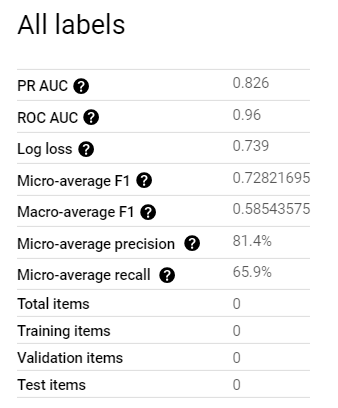 All labels
PR AUC ? 0.826
ROC AUC ? 0.96
Log loss ? 0.739
Micro-average F1 ? 0.72821695
Macro-average F1 ? 0.58543575
Micro-average precision ? 81.4%
Micro-average recall ? 65.9%
Total items 0
Training items 0
Validation items 0
Test items 0